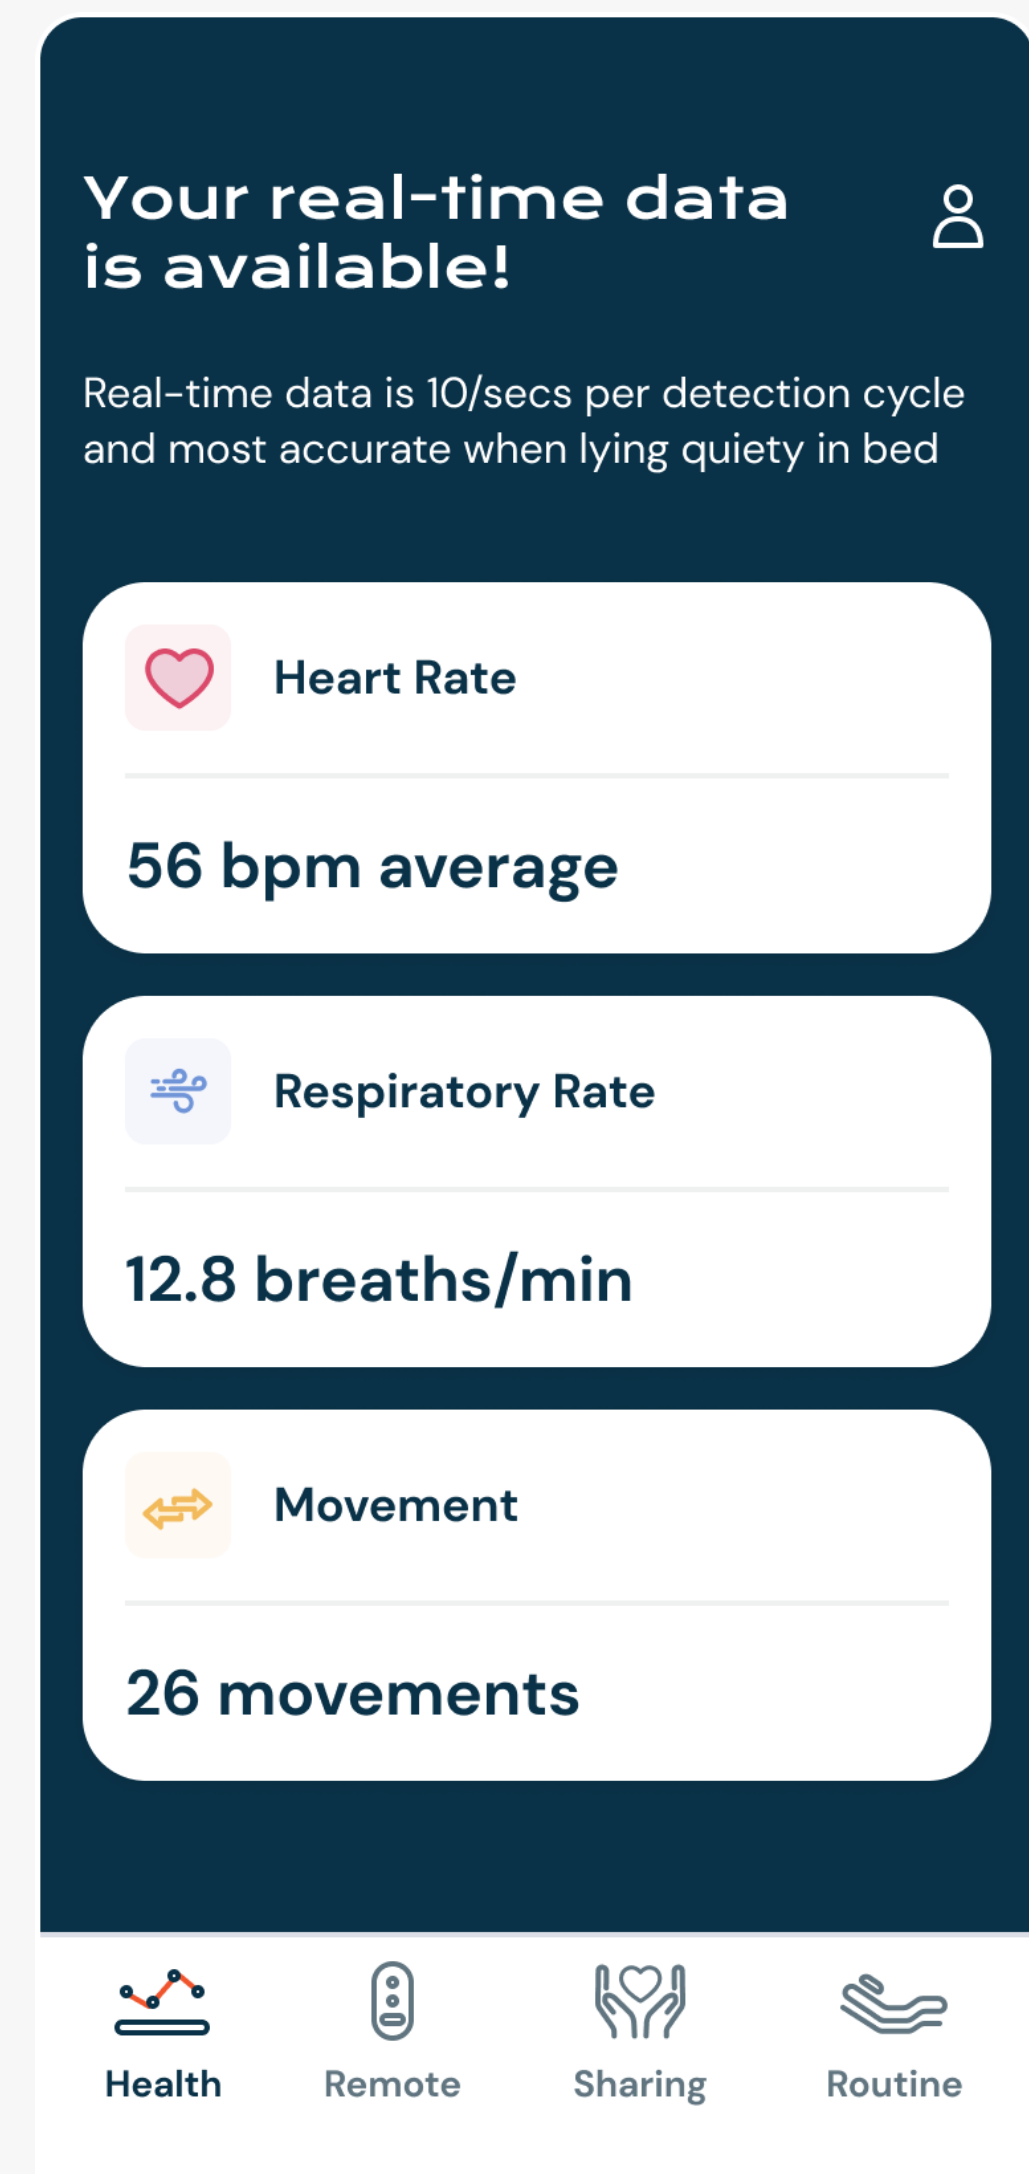 Your real-time data
is available!
Real-time data is 10/secs per detection cycle
and most accurate when lying quiety in bed
Heart Rate
56 bpm average
Respiratory Rate
12.8 breaths/min
Movement
26 movements
Health Remote Sharing Routine